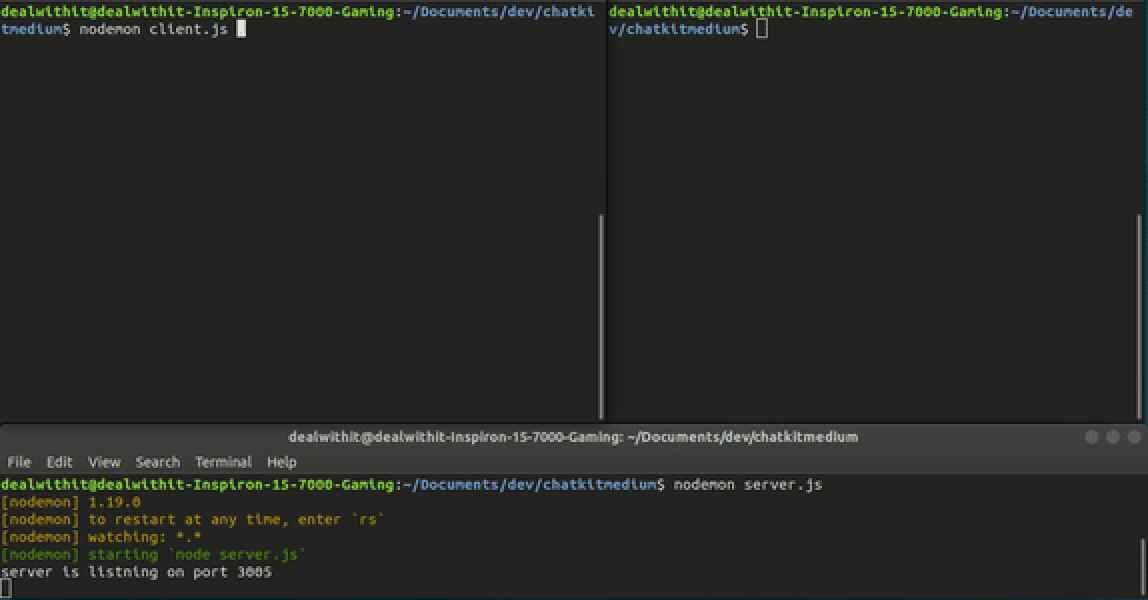 dealwithit@dealwithit-Inspiron-15-7000-Gaming:~/Documents/dev/chatki
tmedium$ nodemon client.js
dealwithit@dealwithit-Inspiron-15-7000-Gaming:~/Documents/de
v/chatkitmedium$
dealwithit@dealwithit-Inspiron-15-7000-Gaming: ~/Documents/dev/chatkitmedium
File Edit View Search Terminal Help
dealwithit@dealwithit-Inspiron-15-7000-Gaming:~/Documents/dev/chatkitmedium$ nodemon server.js
[nodemon] 1.19.0
[nodemon] to restart at any time, enter `rs`
[nodemon] watching: *.*
[nodemon] starting `node server.js`
server is listning on port 3005